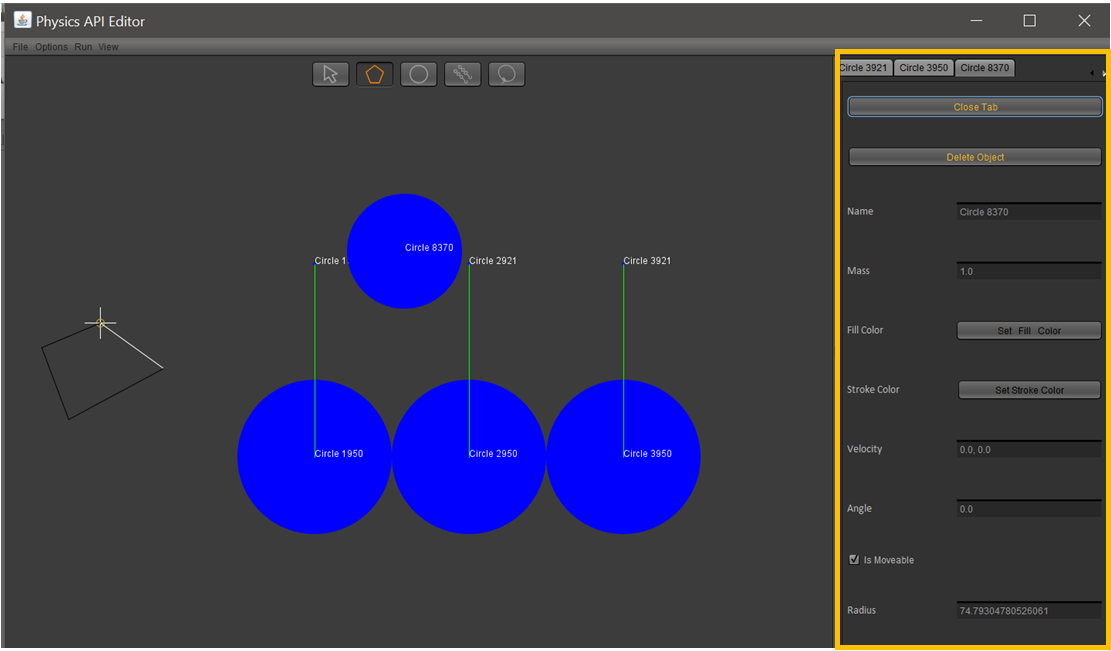 Physics API Editor
File Options Run View
Circle 3921 Circle 3950 Circle 8370
Close Tab
Delete Object
Name Circle 8370
Mass 1.0
Fill Color Set Fill Color
Stroke Color Set Stroke Color
Velocity 0.0, 0.0
Angle 0.0
Is Moveable
Radius 74.79304780526061
Circle 8370
Circle 1
Circle 2921
Circle 3921
Circle 1950
Circle 2950
Circle 3950